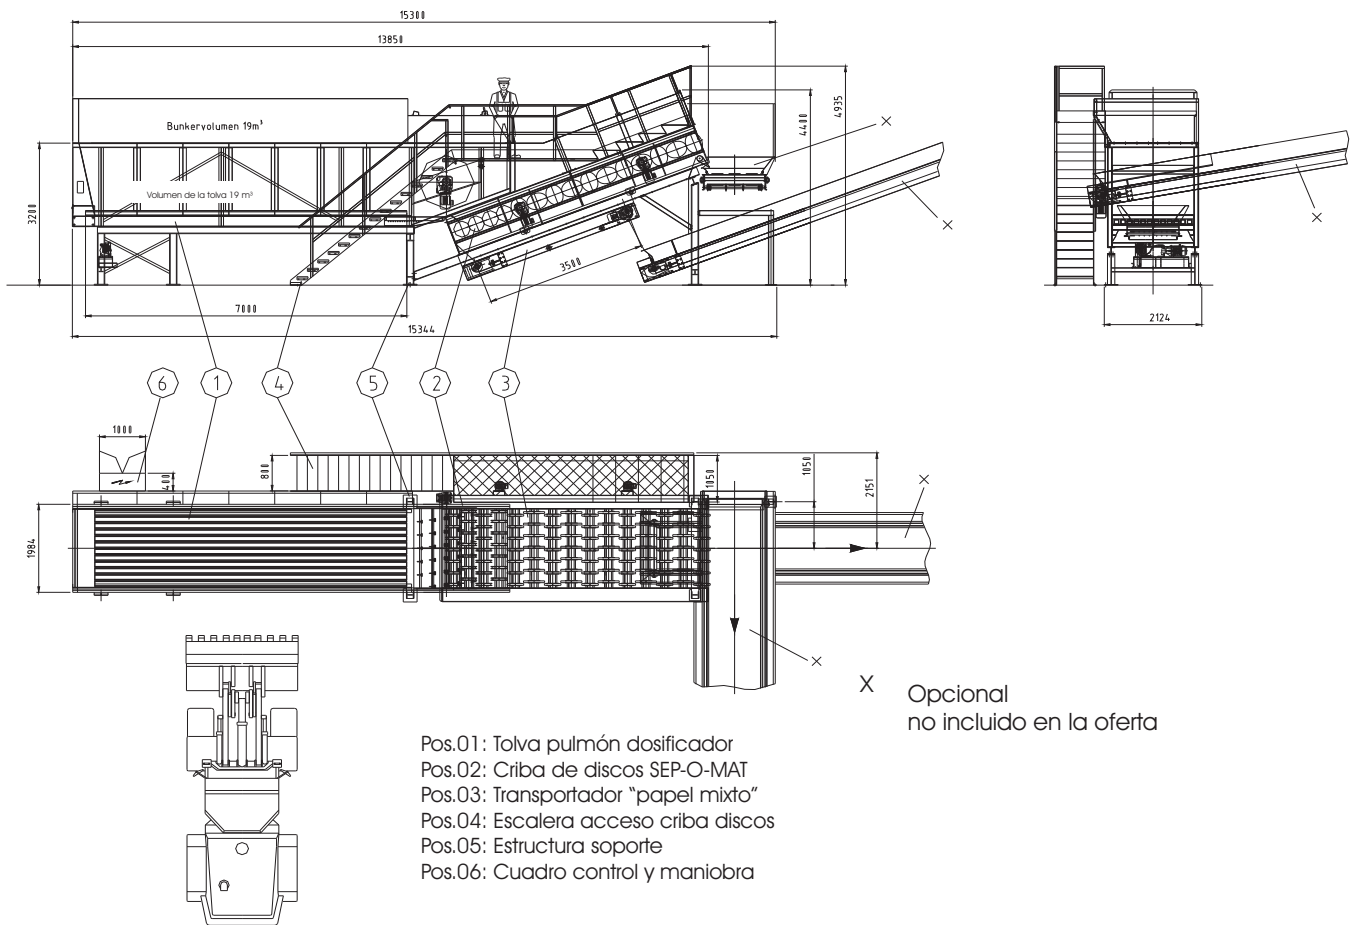 15300
13850
Bunkervolumen 19m³
Volumen de la tolva 19 m³
3200
4400
4935
X
X
X
3500
7000
15344
2124
6
1
4
5
2
3
1000
400
800
1050
1050
2151
1984
X
X
X Opcional
no incluido en la oferta
Pos.01: Tolva pulmón dosificador
Pos.02: Criba de discos SEP-O-MAT
Pos.03: Transportador “papel mixto”
Pos.04: Escalera acceso criba discos
Pos.05: Estructura soporte
Pos.06: Cuadro control y maniobra